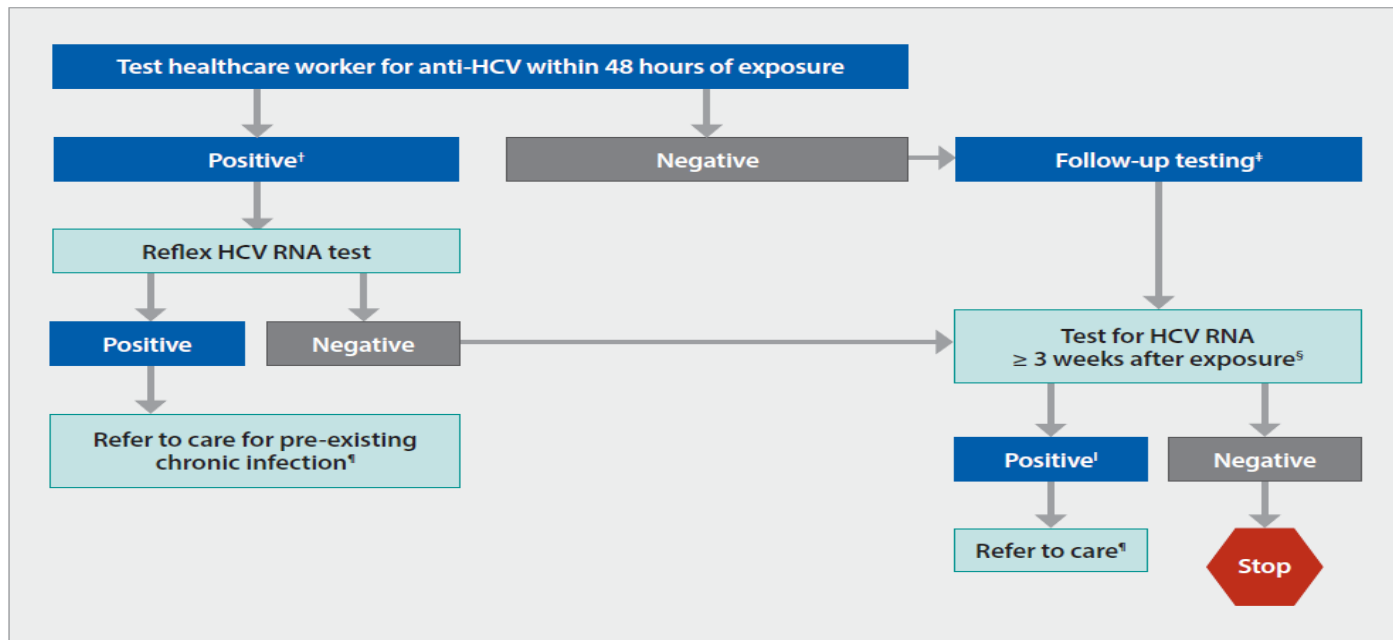 Test healthcare worker for anti-HCV within 48 hours of exposure
Positive†
Negative
Follow-up testing‡
Reflex HCV RNA test
Positive
Negative
Test for HCV RNA
≥ 3 weeks after exposure§
Refer to care for pre-existing
chronic infection¶
Positive|
Negative
Refer to care¶
Stop